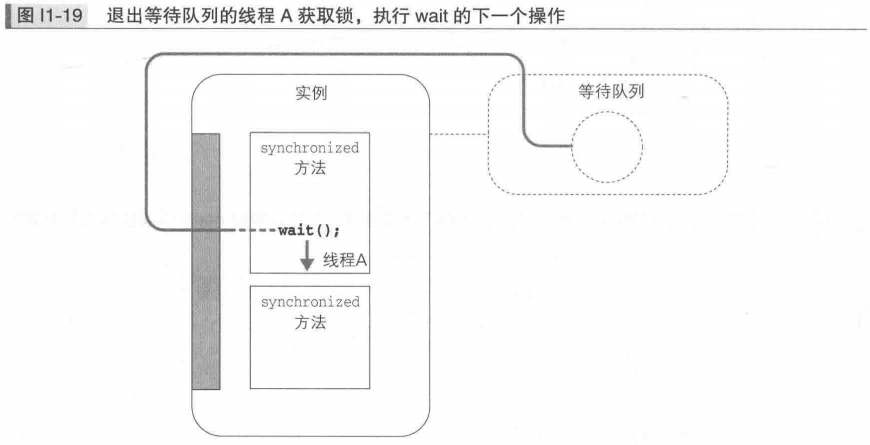 图 I1-19 退出等待队列的线程 A 获取锁，执行 wait 的下一个操作
实例
等待队列
synchronized
方法
wait();
线程A
synchronized
方法